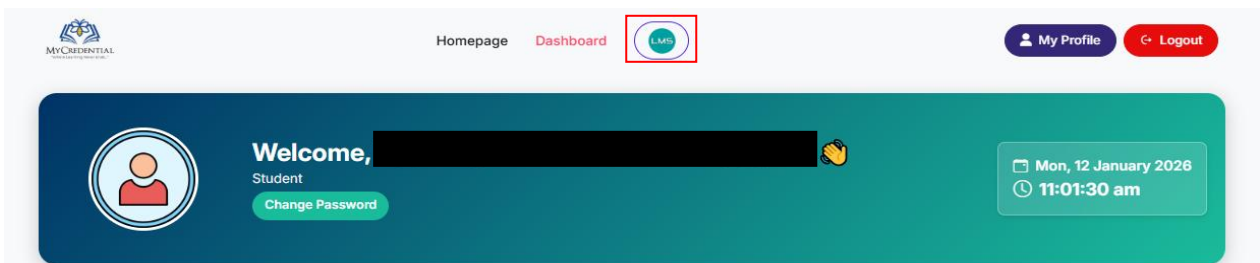 MYCREDENTIAL
Homepage Dashboard LMS My Profile Logout
Welcome,
Student
Change Password
Mon, 12 January 2026
11:01:30 am